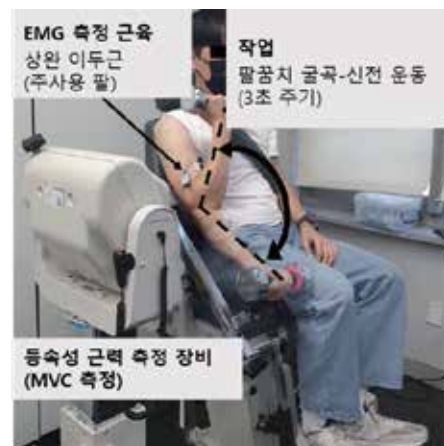 EMG 측정 근육
상완 이두근
(주사용 팔)
작업
팔꿈치 굴곡-신전 운동
(3초 주기)
등속성 근력 측정 장비
(MVC 측정)